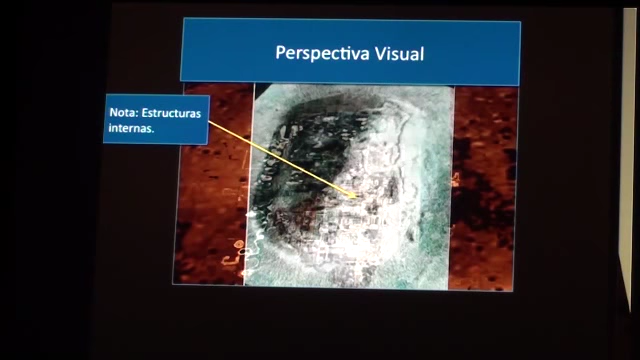 Perspectiva Visual
Nota: Estructuras
internas.